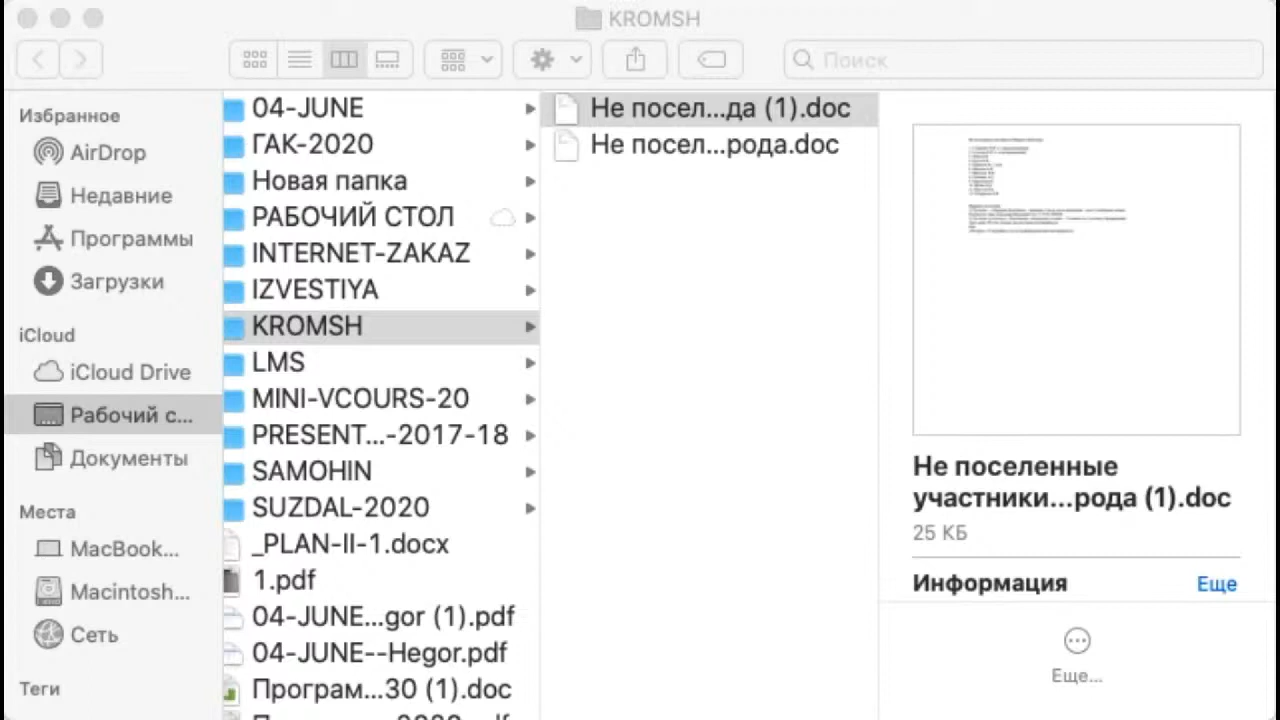 KROMSH
Поиск
Избранное
AirDrop
Недавние
Программы
Загрузки
iCloud
iCloud Drive
Рабочий с...
Документы
Места
MacBook...
Macintosh...
Сеть
Теги
04-JUNE
ГАК-2020
Новая папка
РАБОЧИЙ СТОЛ
INTERNET-ZAKAZ
IZVESTIYA
KROMSH
LMS
MINI-VCOURS-20
PRESENT...-2017-18
SAMOHIN
SUZDAL-2020
_PLAN-II-1.docx
1.pdf
04-JUNE...gor (1).pdf
04-JUNE--Hegor.pdf
Програм...30 (1).doc
Не посел...да (1).doc
Не посел...рода.doc
Не поселенные
участники...рода (1).doc
25 КБ
Информация
Еще
Еще...